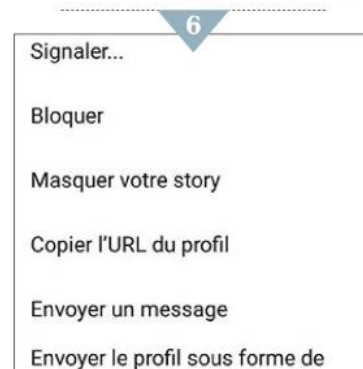 6
Signaler...
Bloquer
Masquer votre story
Copier l'URL du profil
Envoyer un message
Envoyer le profil sous forme de